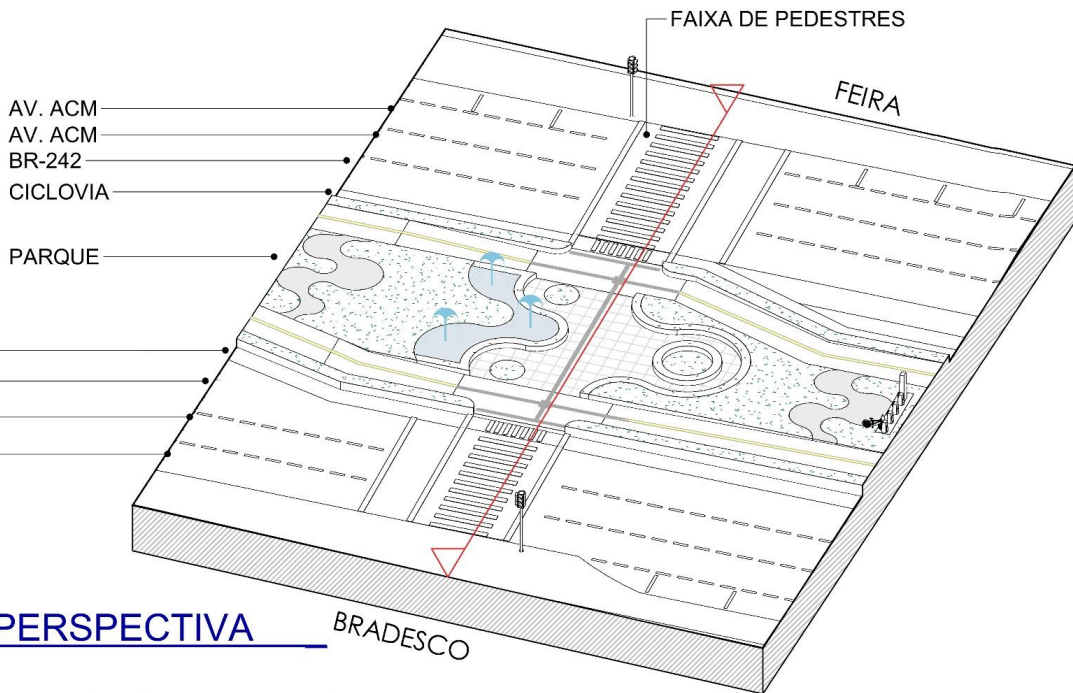 FAIXA DE PEDESTRES
FEIRA
AV. ACM
AV. ACM
BR-242
CICLOVIA
PARQUE
PERSPECTIVA
BRADESCO